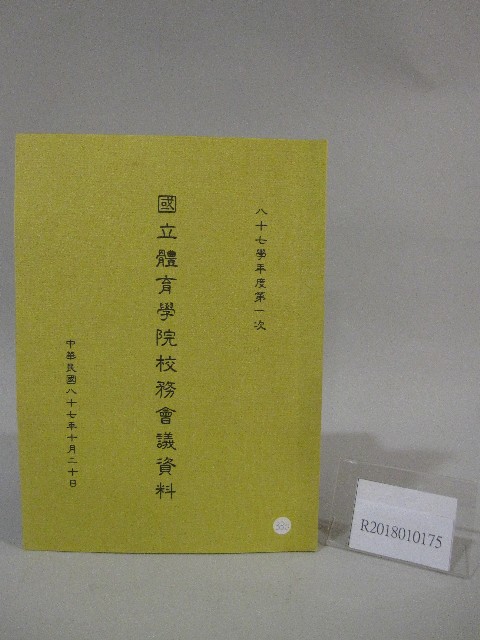 八十七學年度第一次
國立體育學院校務會議資料
中華民國八十七年十月二十日
R2018010175